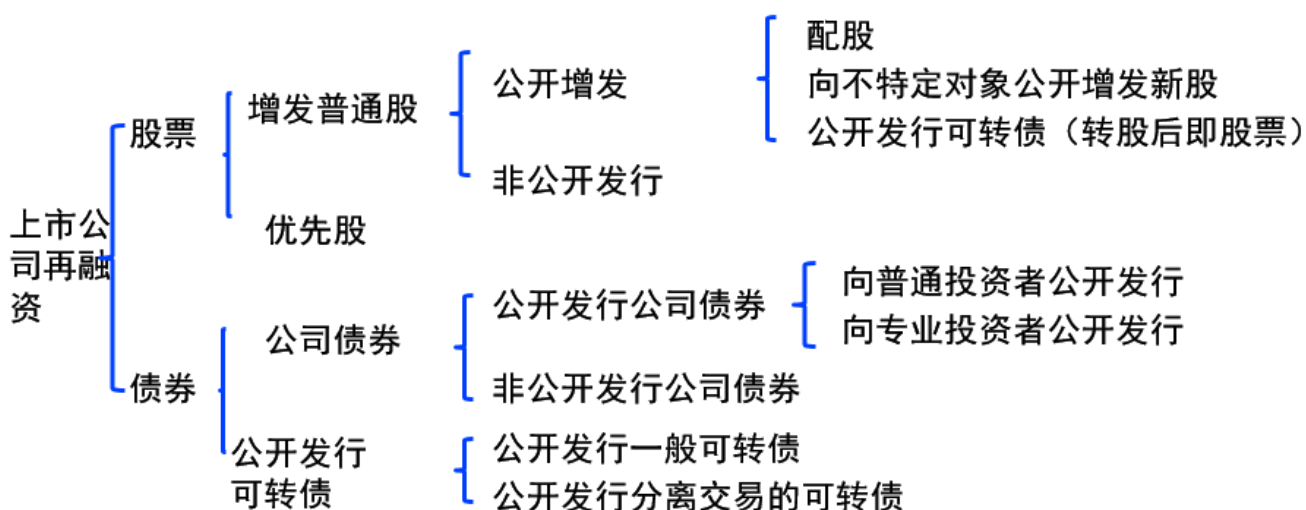 上市公
司再融
资
股票
增发普通股
公开增发
配股
向不特定对象公开增发新股
公开发行可转债（转股后即股票）
非公开发行
优先股
债券
公司债券
公开发行公司债券
向普通投资者公开发行
向专业投资者公开发行
非公开发行公司债券
公开发行
可转债
公开发行一般可转债
公开发行分离交易的可转债